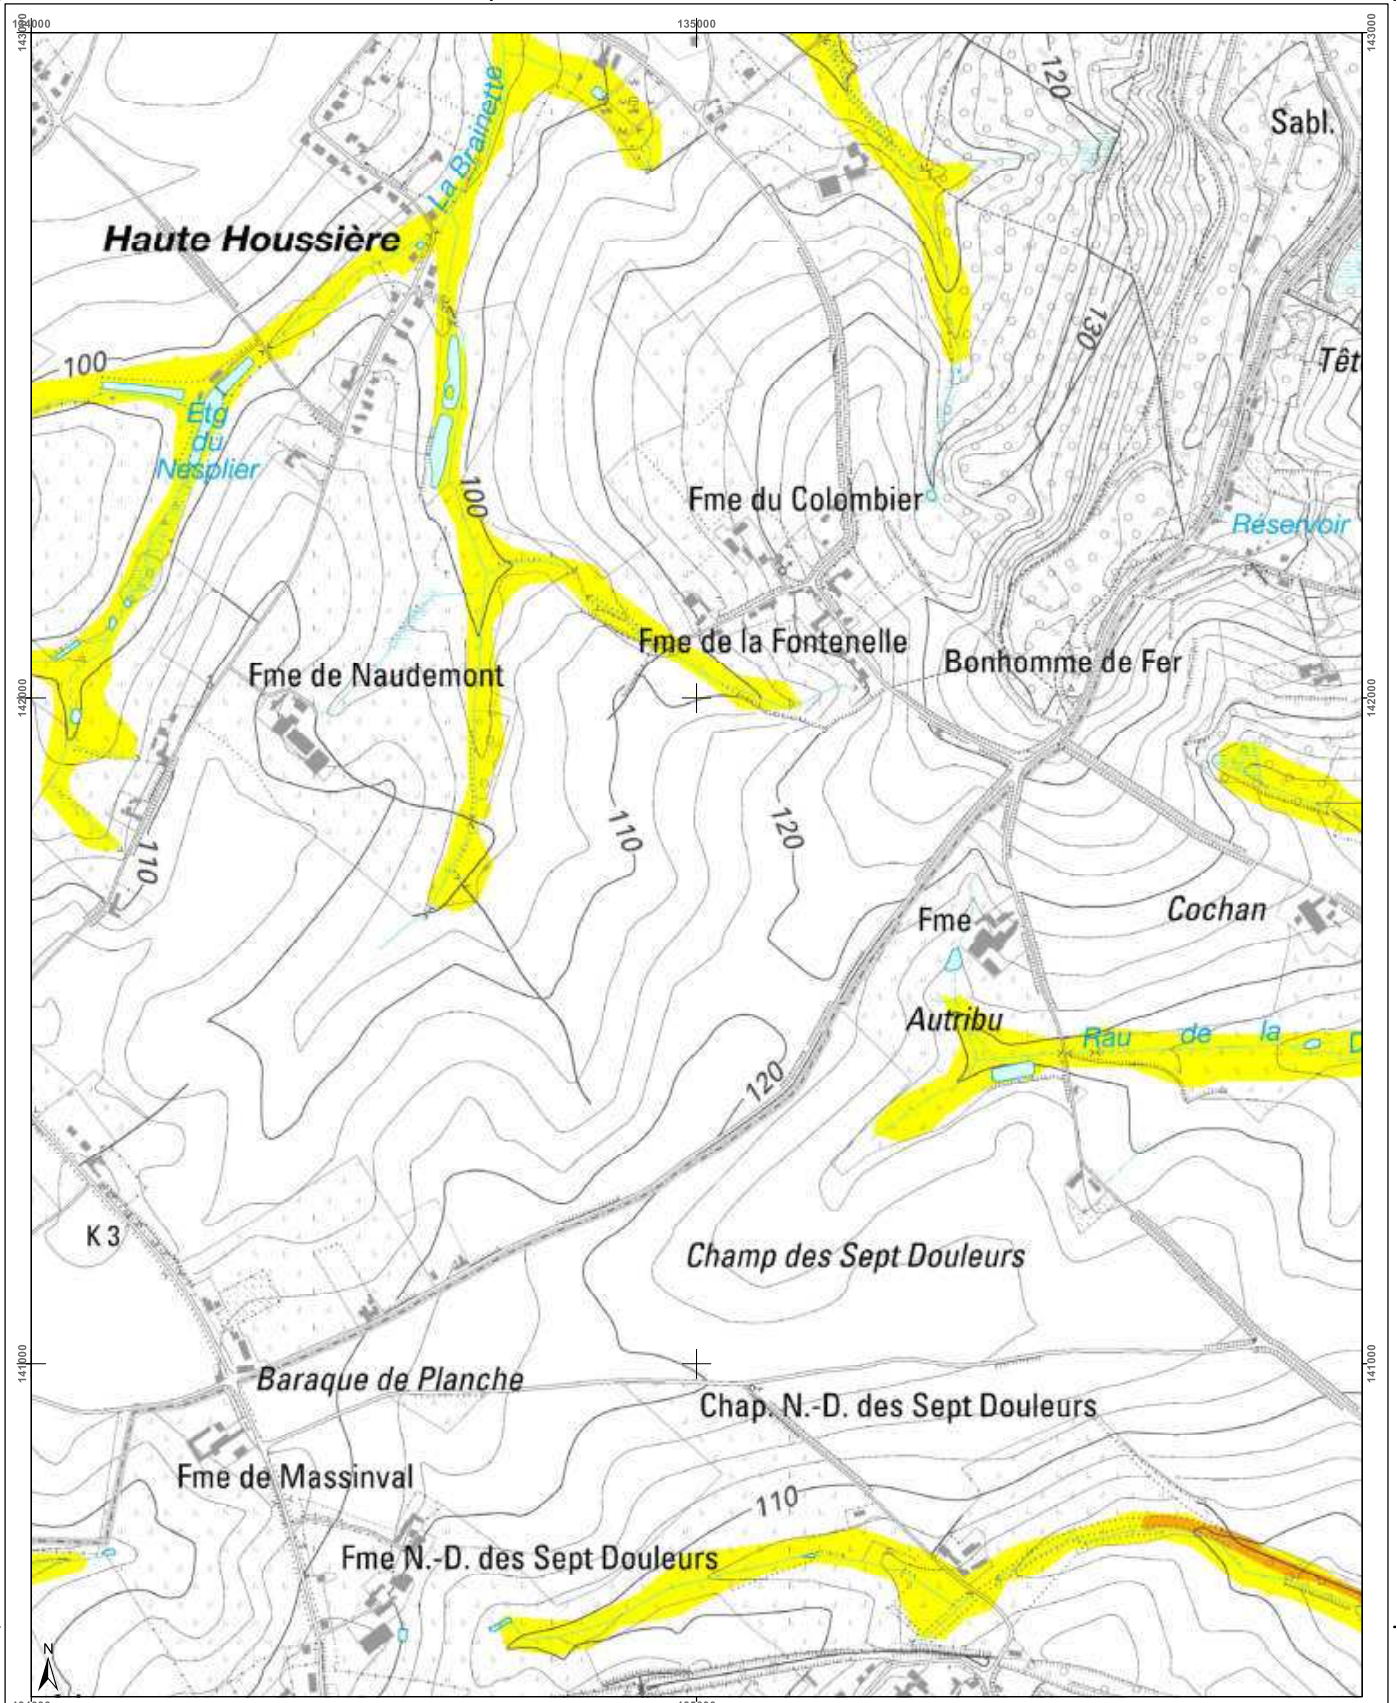 134000
135000
143000
143000
120
Sabl.
La Brainette
Haute Houssière
130
100
Têt
Etg
du
Nesplier
100
Fme du Colombier
Réservoir
Fme de la Fontenelle
Bonhomme de Fer
Fme de Naudemont
142000
142000
110
120
110
Cochan
Fme
Autribu
Rau de la D
120
K 3
Champ des Sept Douleurs
141000
141000
Baraque de Planche
Chap. N.-D. des Sept Douleurs
Fme de Massinval
110
Fme N.-D. des Sept Douleurs
N